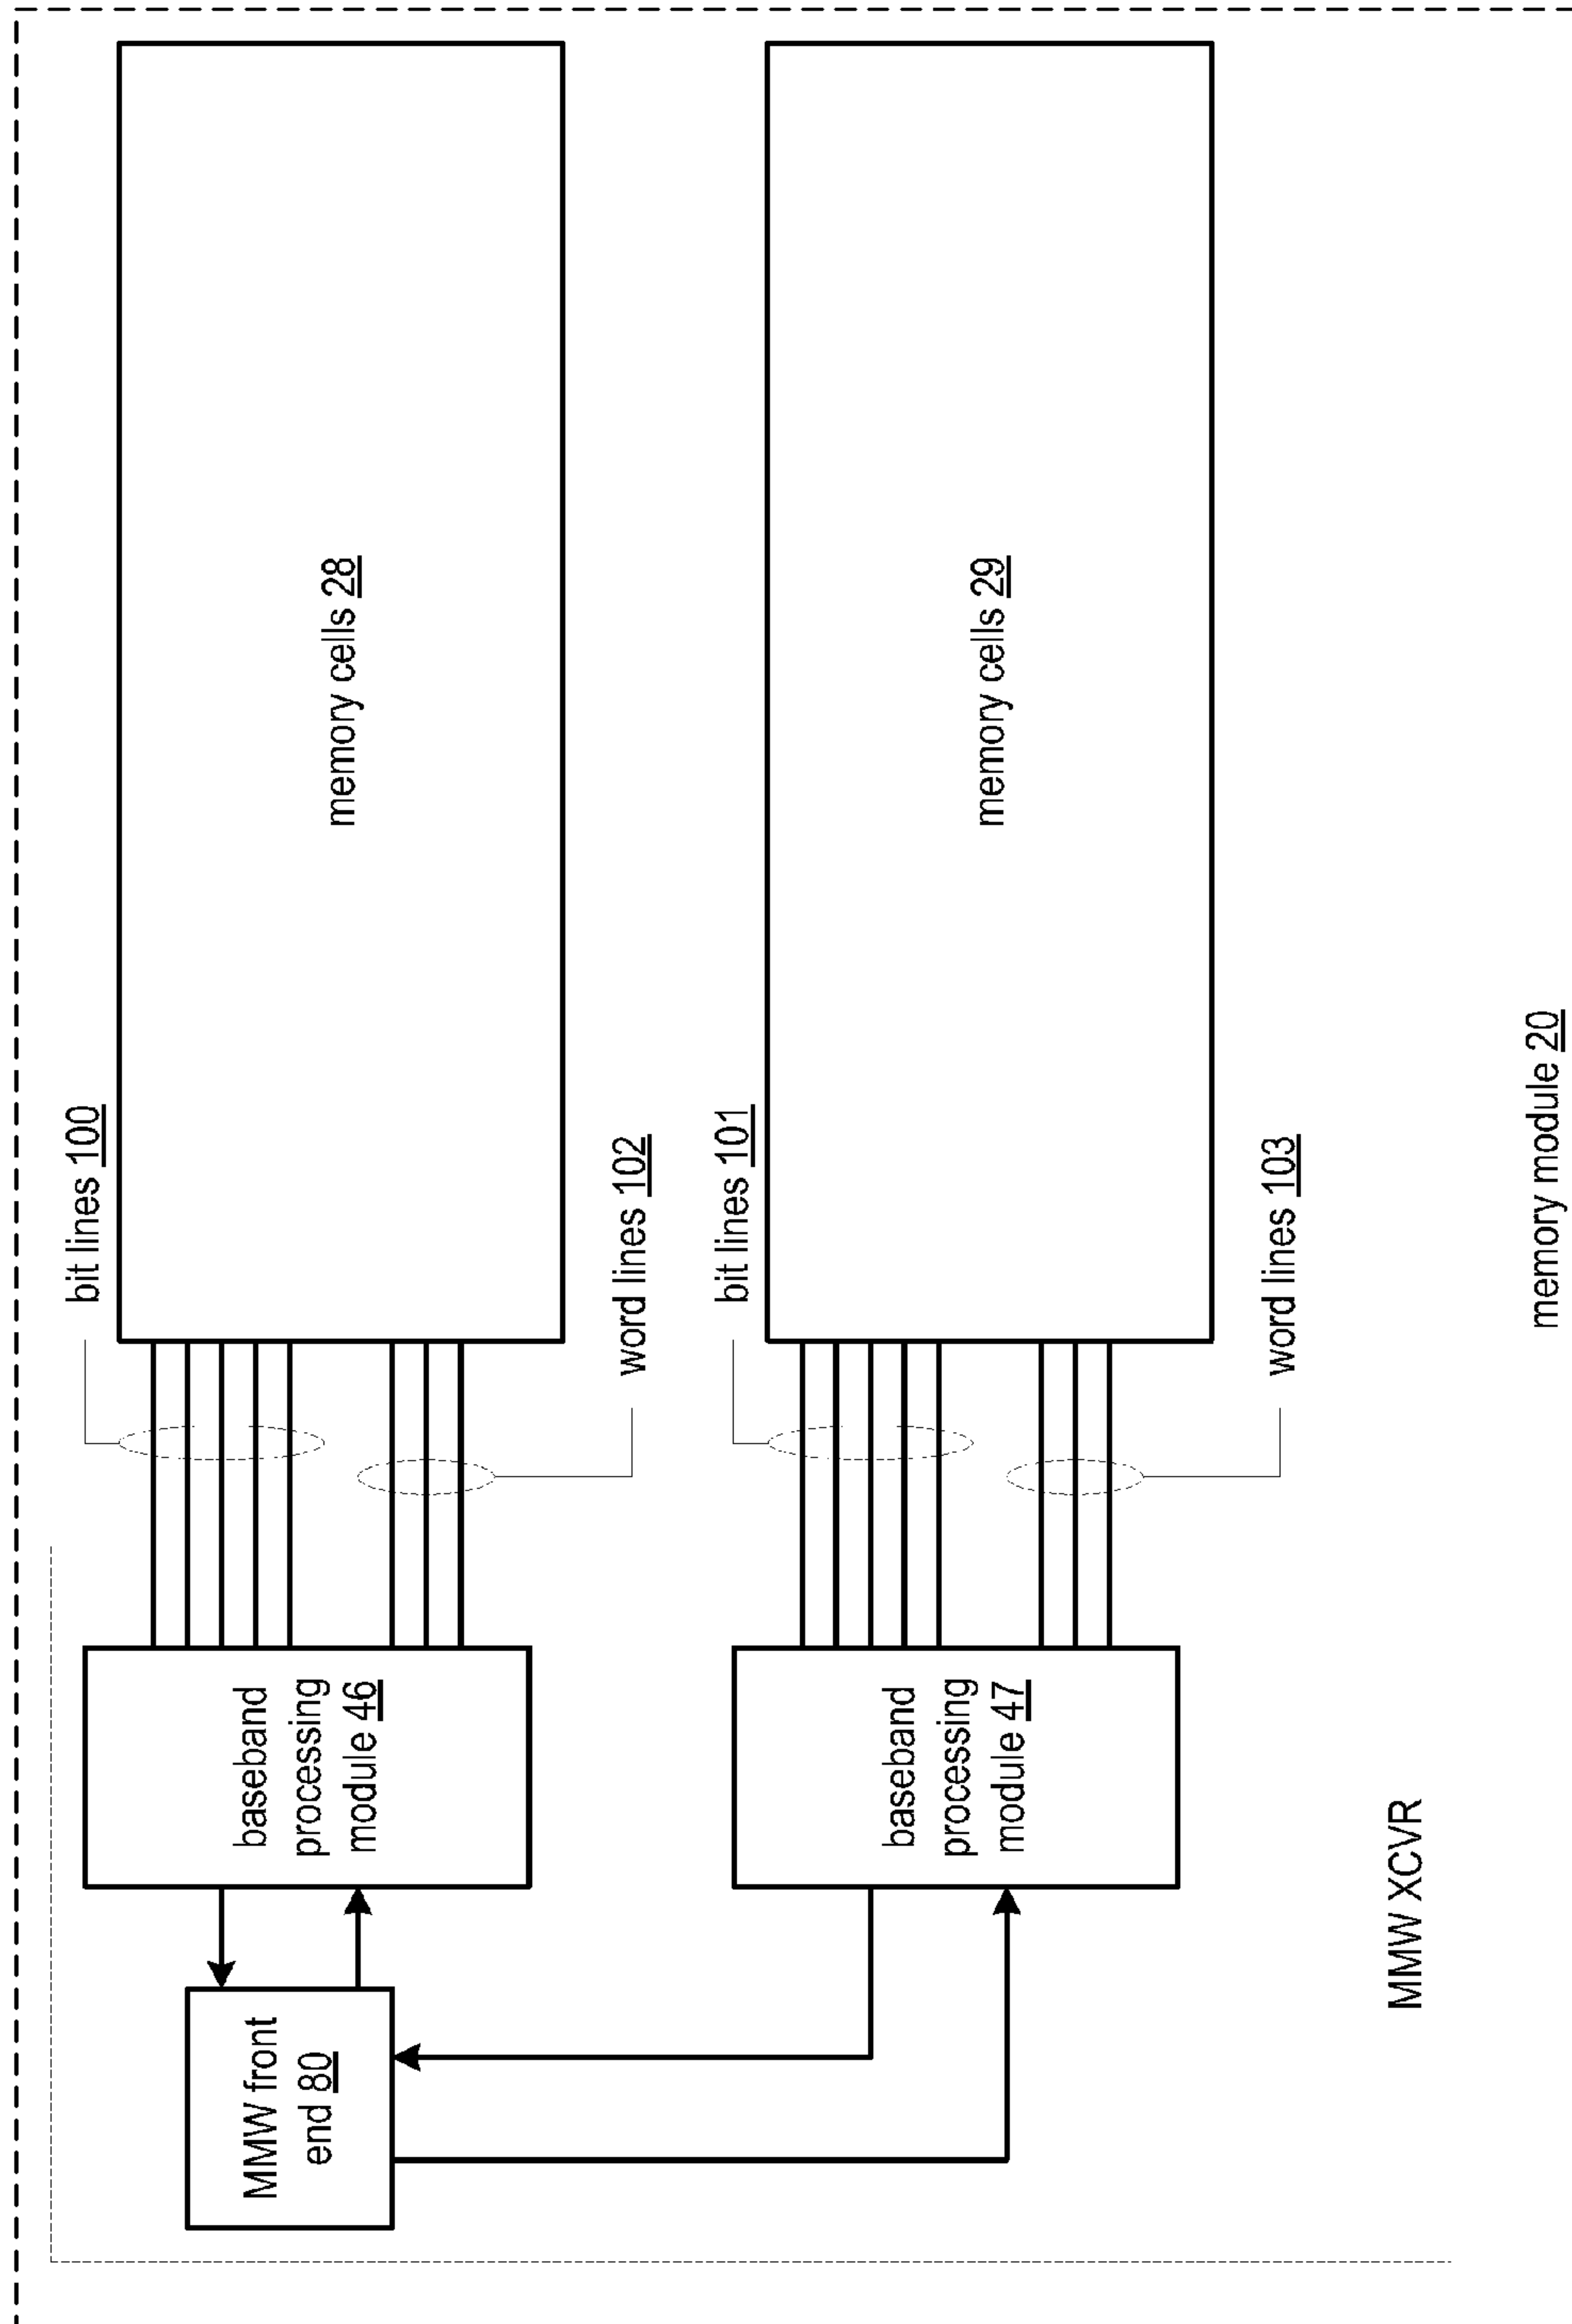 bit lines 100
memory cells 28
baseband
processing
module 46
MMW front
end 80
word lines 102
bit lines 101
memory cells 29
baseband
processing
module 47
word lines 103
MMW XCVR
memory module 20